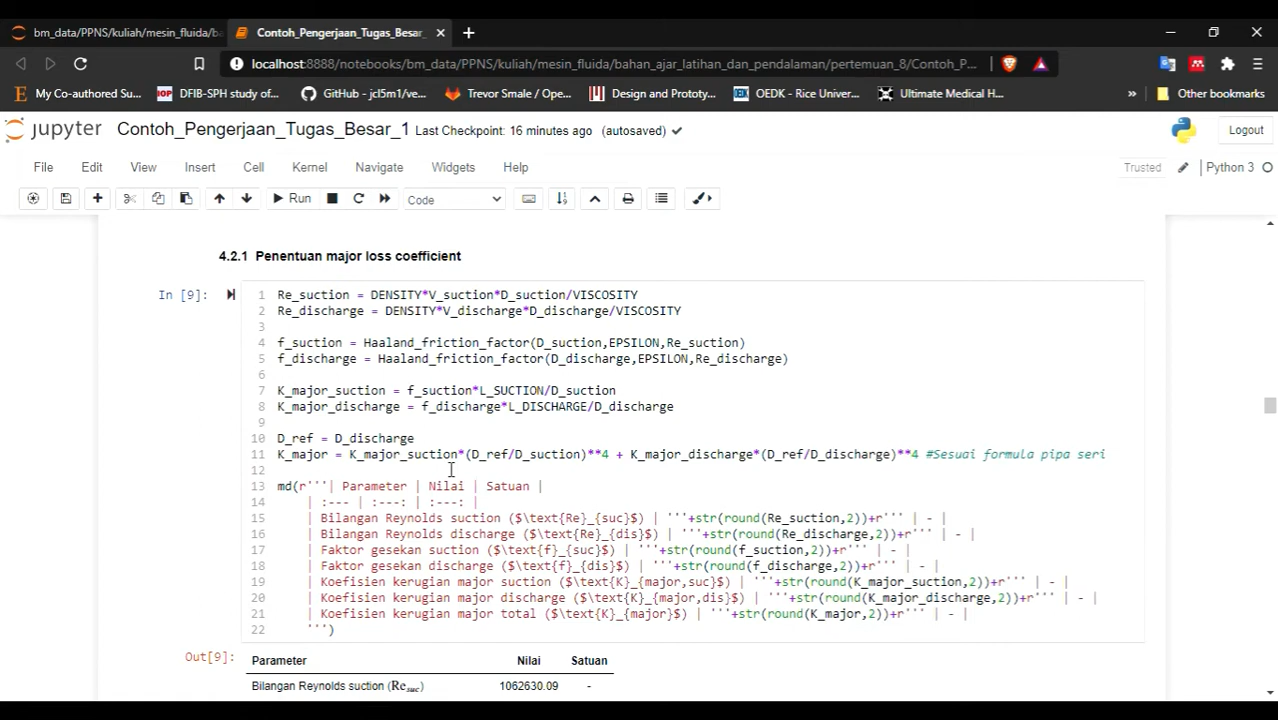 bm_data/PPNS/kuliah/mesin_fluida/ba
Contoh_Pengerjaan_Tugas_Besar_
localhost:8888/notebooks/bm_data/PPNS/kuliah/mesin_fluida/bahan_ajar_latihan_dan_pendalaman/pertemuan_8/Contoh_P...
My Co-authored Su...
DFIB-SPH study of...
GitHub - jcl5m1/ve...
Trevor Smale / Ope...
Design and Prototy...
OEDK - Rice Univer...
Ultimate Medical H...
»
Other bookmarks
jupyter Contoh_Pengerjaan_Tugas_Besar_1 Last Checkpoint: 16 minutes ago (autosaved)
Logout
File Edit View Insert Cell Kernel Navigate Widgets Help
Trusted
Python 3
Run
Code
4.2.1 Penentuan major loss coefficient
In [9]:
1 Re_suction = DENSITY*V_suction*D_suction/VISCOSITY
2 Re_discharge = DENSITY*V_discharge*D_discharge/VISCOSITY
3
4 f_suction = Haaland_friction_factor(D_suction,EPSILON,Re_suction)
5 f_discharge = Haaland_friction_factor(D_discharge,EPSILON,Re_discharge)
6
7 K_major_suction = f_suction*L_SUCTION/D_suction
8 K_major_discharge = f_discharge*L_DISCHARGE/D_discharge
9
10 D_ref = D_discharge
11 K_major = K_major_suction*(D_ref/D_suction)**4 + K_major_discharge*(D_ref/D_discharge)**4 #Sesuai formula pipa seri
12
13 md(r'''| Parameter | Nilai | Satuan |
14 | :--- | :---: | :---: |
15 | Bilangan Reynolds suction ($\text{Re}_{suc}$) | '''+str(round(Re_suction,2))+r''' | - |
16 | Bilangan Reynolds discharge ($\text{Re}_{dis}$) | '''+str(round(Re_discharge,2))+r''' | - |
17 | Faktor gesekan suction ($\text{f}_{suc}$) | '''+str(round(f_suction,2))+r''' | - |
18 | Faktor gesekan discharge ($\text{f}_{dis}) | '''+str(round(f_discharge,2))+r''' | - |
19 | Koefisien kerugian major suction ($\text{K}_{major,suc}$) | '''+str(round(K_major_suction,2))+r''' | - |
20 | Koefisien kerugian major discharge ($\text{K}_{major,dis}$) | '''+str(round(K_major_discharge,2))+r''' | - |
21 | Koefisien kerugian major total ($\text{K}_{major}$) | '''+str(round(K_major,2))+r''' | - |
22 ''')
Out[9]:
Parameter Nilai Satuan
Bilangan Reynolds suction (Resuc) 1062630.09 -